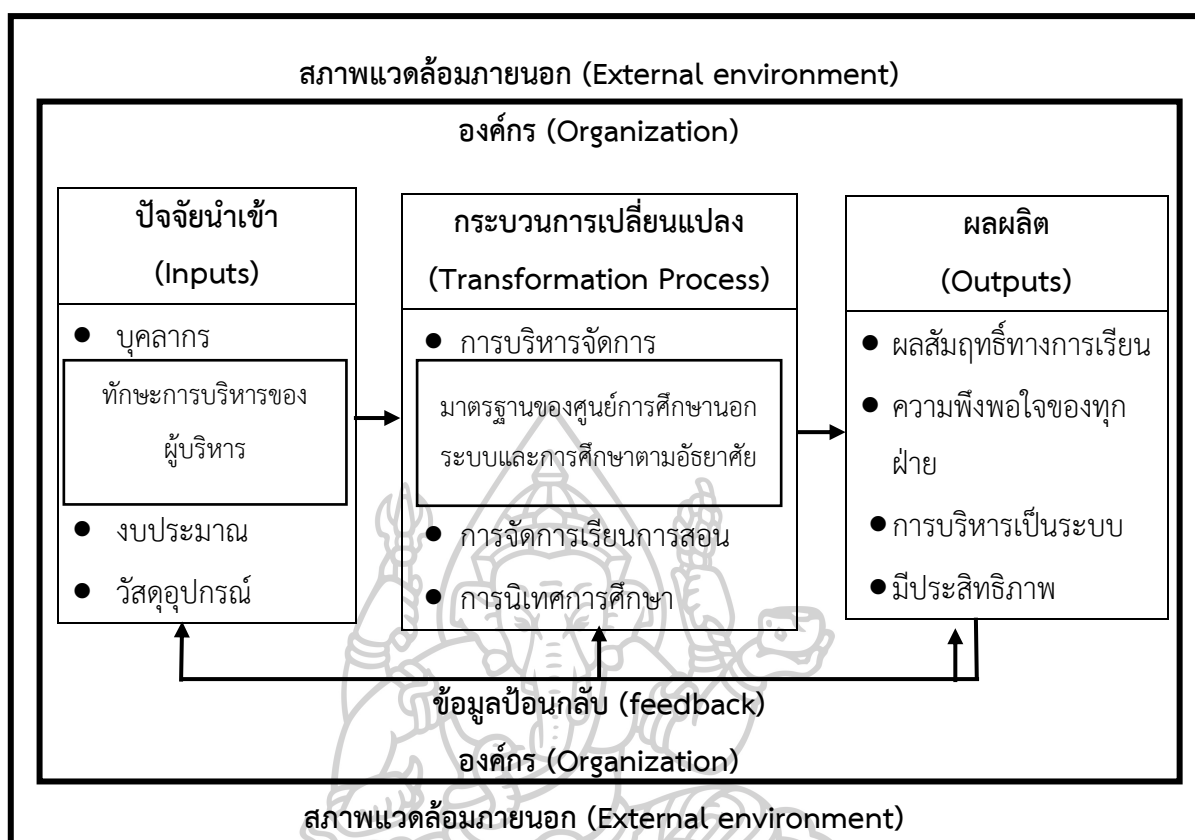 สภาพแวดล้อมภายนอก (External environment)
องค์กร (Organization)
ปัจจัยนำเข้า
(Inputs)
● บุคลากร
ทักษะการบริหารของ
ผู้บริหาร
● งบประมาณ
● วัสดุอุปกรณ์
กระบวนการเปลี่ยนแปลง
(Transformation Process)
● การบริหารจัดการ
มาตรฐานของศูนย์การศึกษานอก
ระบบและการศึกษาตามอัธยาศัย
● การจัดการเรียนการสอน
● การนิเทศการศึกษา
ผลผลิต
(Outputs)
● ผลสัมฤทธิ์ทางการเรียน
● ความพึงพอใจของทุก
ฝ่าย
● การบริหารเป็นระบบ
● มีประสิทธิภาพ
ข้อมูลป้อนกลับ (feedback)
องค์กร (Organization)
สภาพแวดล้อมภายนอก (External environment)